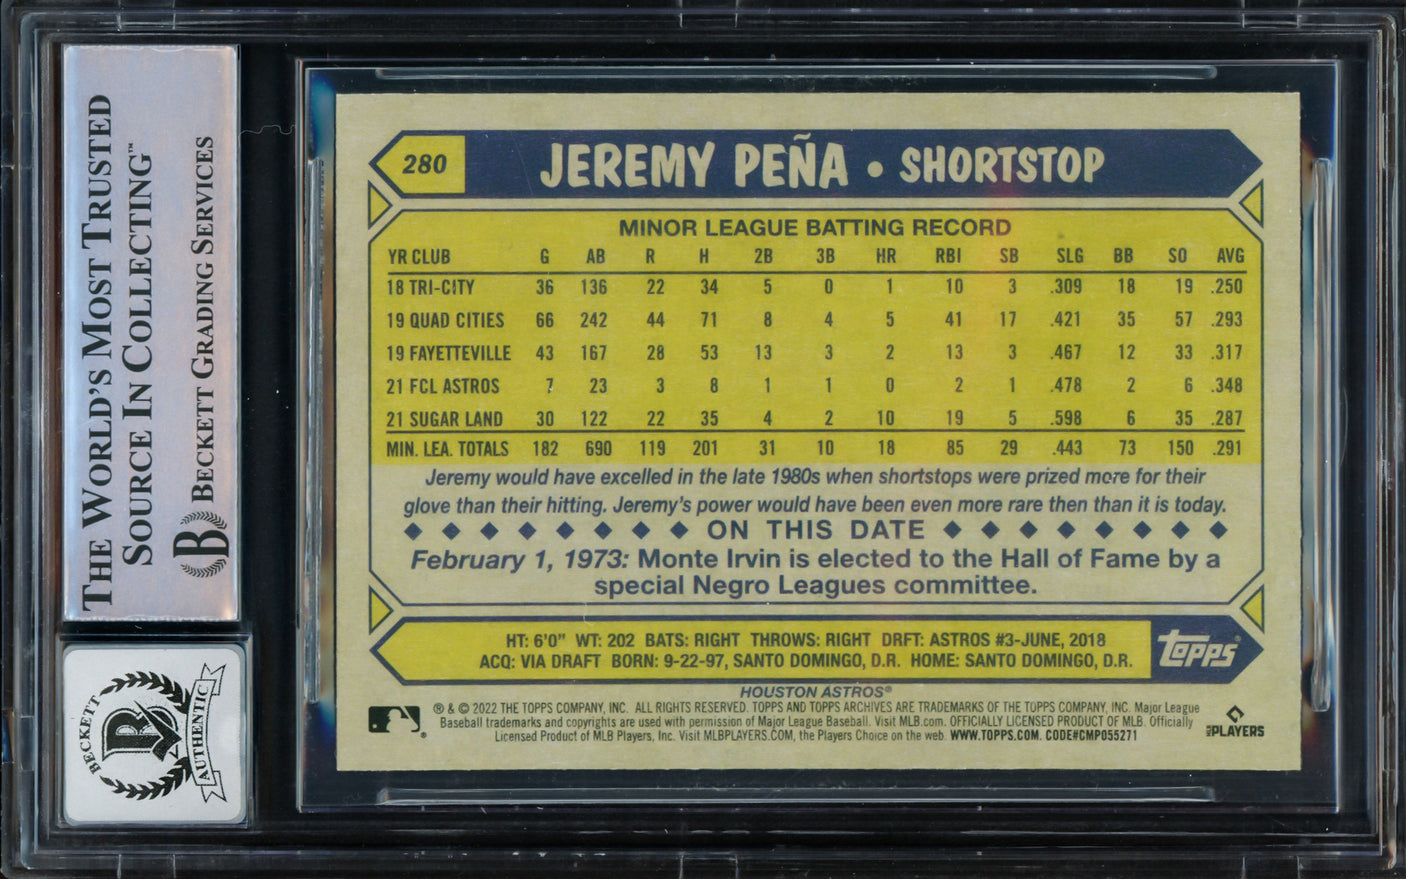 THE WORLD'S MOST TRUSTED
SOURCE IN COLLECTING™
B BECKETT GRADING SERVICES
BECKETT
B
AUTHENTIC
280
JEREMY PEÑA • SHORTSTOP
MINOR LEAGUE BATTING RECORD
YR CLUB G AB R H 2B 3B HR RBI SB SLG BB SO AVG
18 TRI-CITY 36 136 22 34 5 0 1 10 3 .309 18 19 .250
19 QUAD CITIES 66 242 44 71 8 4 5 41 17 .421 35 57 .293
19 FAYETTEVILLE 43 167 28 53 13 3 2 13 3 .467 12 33 .317
21 FCL ASTROS 7 23 3 8 1 1 0 2 1 .478 2 6 .348
21 SUGAR LAND 30 122 22 35 4 2 10 19 5 .598 6 35 .287
MIN. LEA. TOTALS 182 690 119 201 31 10 18 85 29 .443 73 150 .291
Jeremy would have excelled in the late 1980s when shortstops were prized more for their
glove than their hitting. Jeremy's power would have been even more rare then than it is today.
◆ ◆ ◆ ◆ ◆ ◆ ◆ ◆ ON THIS DATE ◆ ◆ ◆ ◆ ◆ ◆ ◆ ◆
February 1, 1973: Monte Irvin is elected to the Hall of Fame by a
special Negro Leagues committee.
HT: 6'0" WT: 202 BATS: RIGHT THROWS: RIGHT DRFT: ASTROS #3-JUNE, 2018
ACQ: VIA DRAFT BORN: 9-22-97, SANTO DOMINGO, D.R. HOME: SANTO DOMINGO, D.R.
topps®
HOUSTON ASTROS®
® & © 2022 THE TOPPS COMPANY, INC. ALL RIGHTS RESERVED. TOPPS AND TOPPS ARCHIVES ARE TRADEMARKS OF THE TOPPS COMPANY, INC. Major League
Baseball trademarks and copyrights are used with permission of Major League Baseball. Visit MLB.com. OFFICIALLY LICENSED PRODUCT OF MLB. Officially
Licensed Product of MLB Players, Inc. Visit MLBPLAYERS.COM, the Players Choice on the web. WWW.TOPPS.COM. CODE#CMP055271
MLB PLAYERS